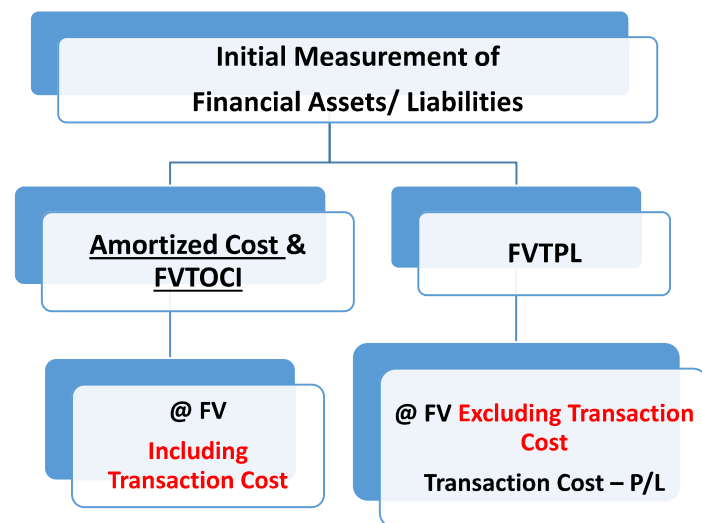 Initial Measurement of
Financial Assets/ Liabilities
Amortized Cost &
FVTOCI
FVTPL
@ FV
Including
Transaction Cost
@ FV Excluding Transaction
Cost
Transaction Cost – P/L